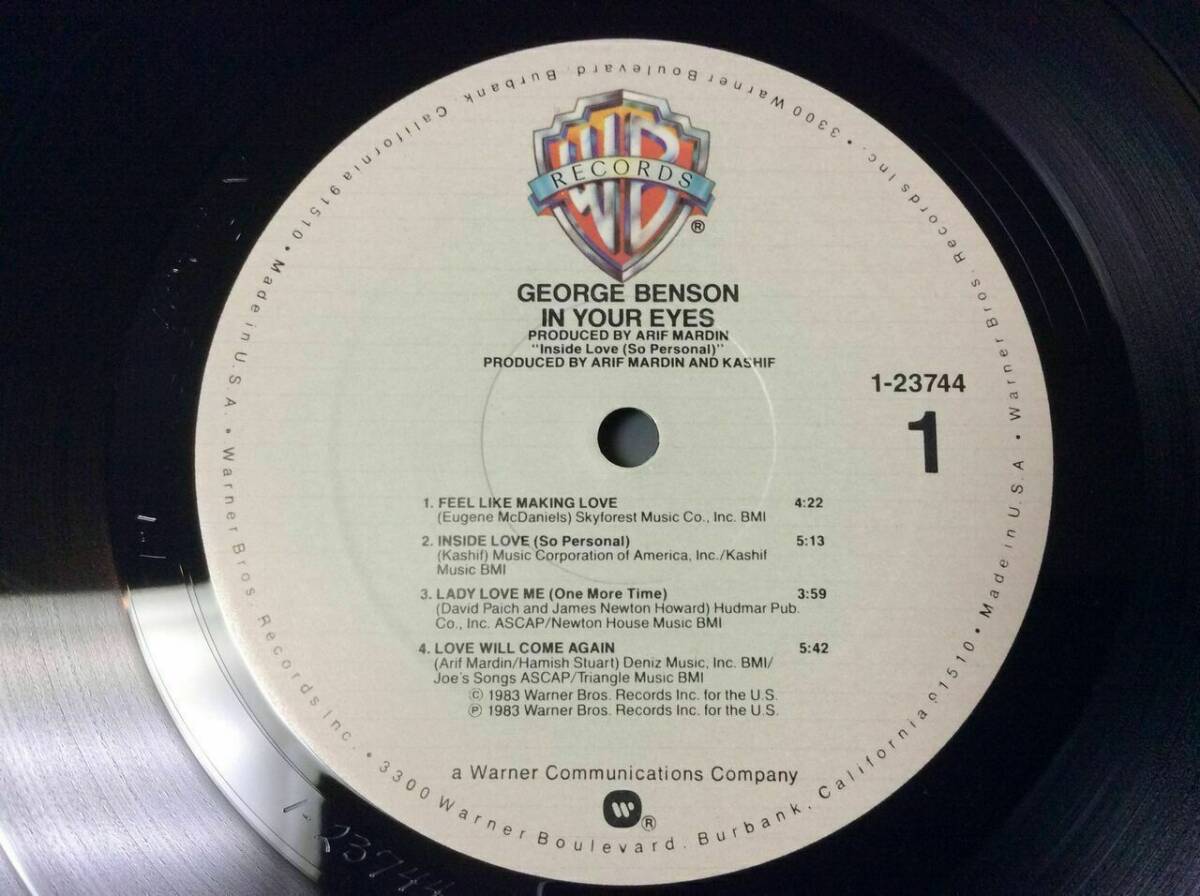 WB
RECORDS
®
GEORGE BENSON
IN YOUR EYES
PRODUCED BY ARIF MARDIN
"Inside Love (So Personal)"
PRODUCED BY ARIF MARDIN AND KASHIF
1-23744
1
1. FEEL LIKE MAKING LOVE 4:22
(Eugene McDaniels) Skyforest Music Co., Inc. BMI
2. INSIDE LOVE (So Personal) 5:13
(Kashif) Music Corporation of America, Inc./Kashif
Music BMI
3. LADY LOVE ME (One More Time) 3:59
(David Paich and James Newton Howard) Hudmar Pub.
Co., Inc. ASCAP/Newton House Music BMI
4. LOVE WILL COME AGAIN 5:42
(Arif Mardin/Hamish Stuart) Deniz Music, Inc. BMI/
Joe's Songs ASCAP/Triangle Music BMI
© 1983 Warner Bros. Records Inc. for the U.S.
℗ 1983 Warner Bros. Records Inc. for the U.S.
a Warner Communications Company
W ®
Made in U.S.A. • Warner Bros. Records Inc. • 3300 Warner Boulevard. Burbank. California 91510 • Made in U.S.A • Warner Bros. Records Inc. • 3300 Warner Boulevard. Burbank. California 91510 •
1-23744